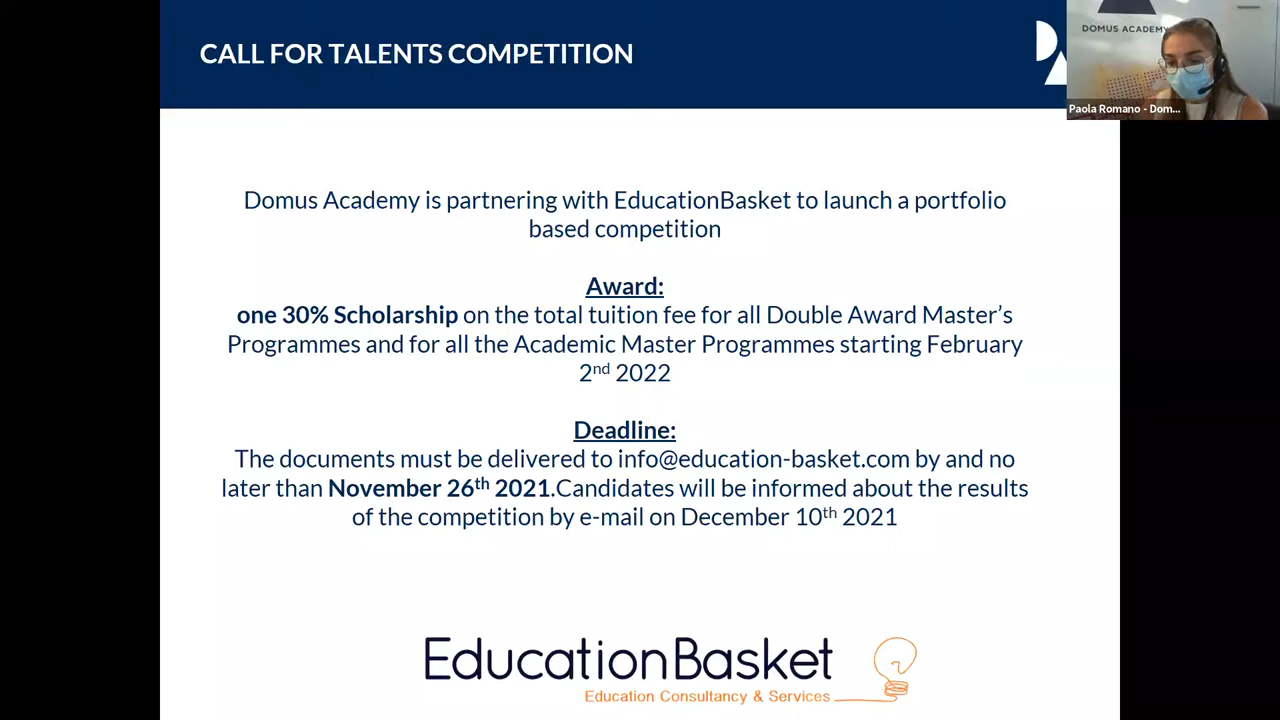 CALL FOR TALENTS COMPETITION
DOMUS ACADEMY
Paola Romano - Dom...
Domus Academy is partnering with EducationBasket to launch a portfolio
based competition
Award:
one 30% Scholarship on the total tuition fee for all Double Award Master’s
Programmes and for all the Academic Master Programmes starting February
2nd 2022
Deadline:
The documents must be delivered to info@education-basket.com by and no
later than November 26th 2021.Candidates will be informed about the results
of the competition by e-mail on December 10th 2021
EducationBasket
Education Consultancy & Services